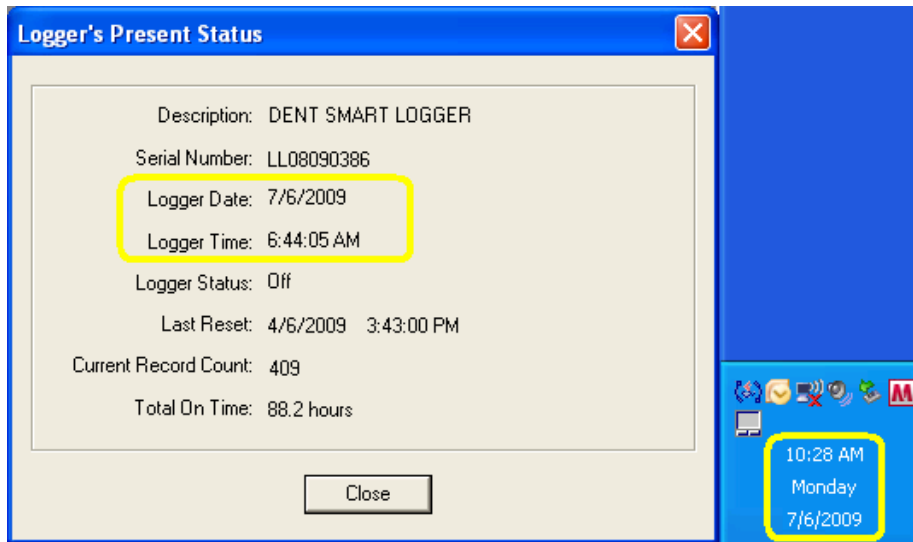 Logger's Present Status
Description: DENT SMART LOGGER
Serial Number: LL08090386
Logger Date: 7/6/2009
Logger Time: 6:44:05 AM
Logger Status: Off
Last Reset: 4/6/2009 3:43:00 PM
Current Record Count: 409
Total On Time: 88.2 hours
Close
M
10:28 AM
Monday
7/6/2009